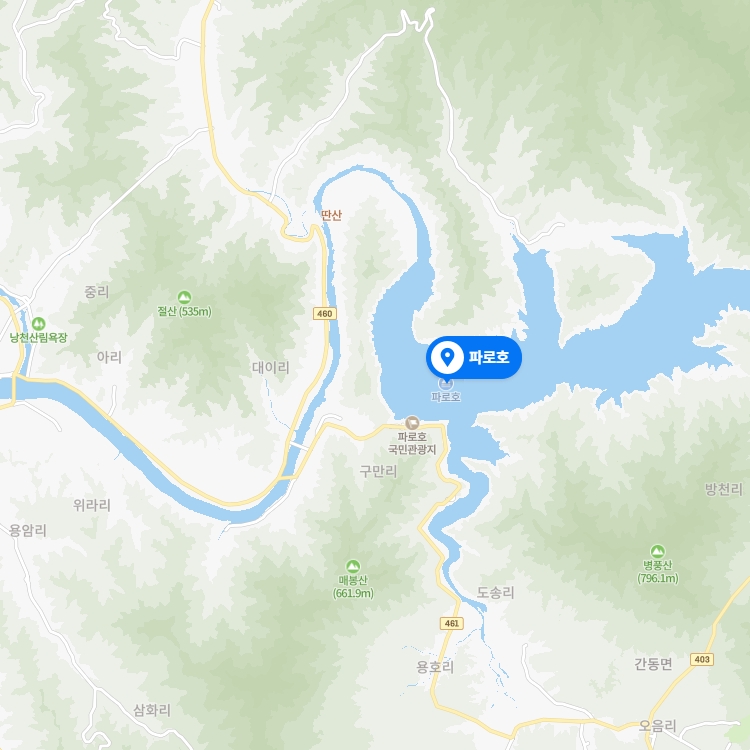 딴산
중리
절산 (535m)
460
낭천산림욕장
아리
대이리
파로호
파로호
파로호
국민관광지
구만리
방천리
위라리
용암리
병풍산
(796.1m)
매봉산
(661.9m)
도송리
461
용호리
간동면
403
삼화리
오음리